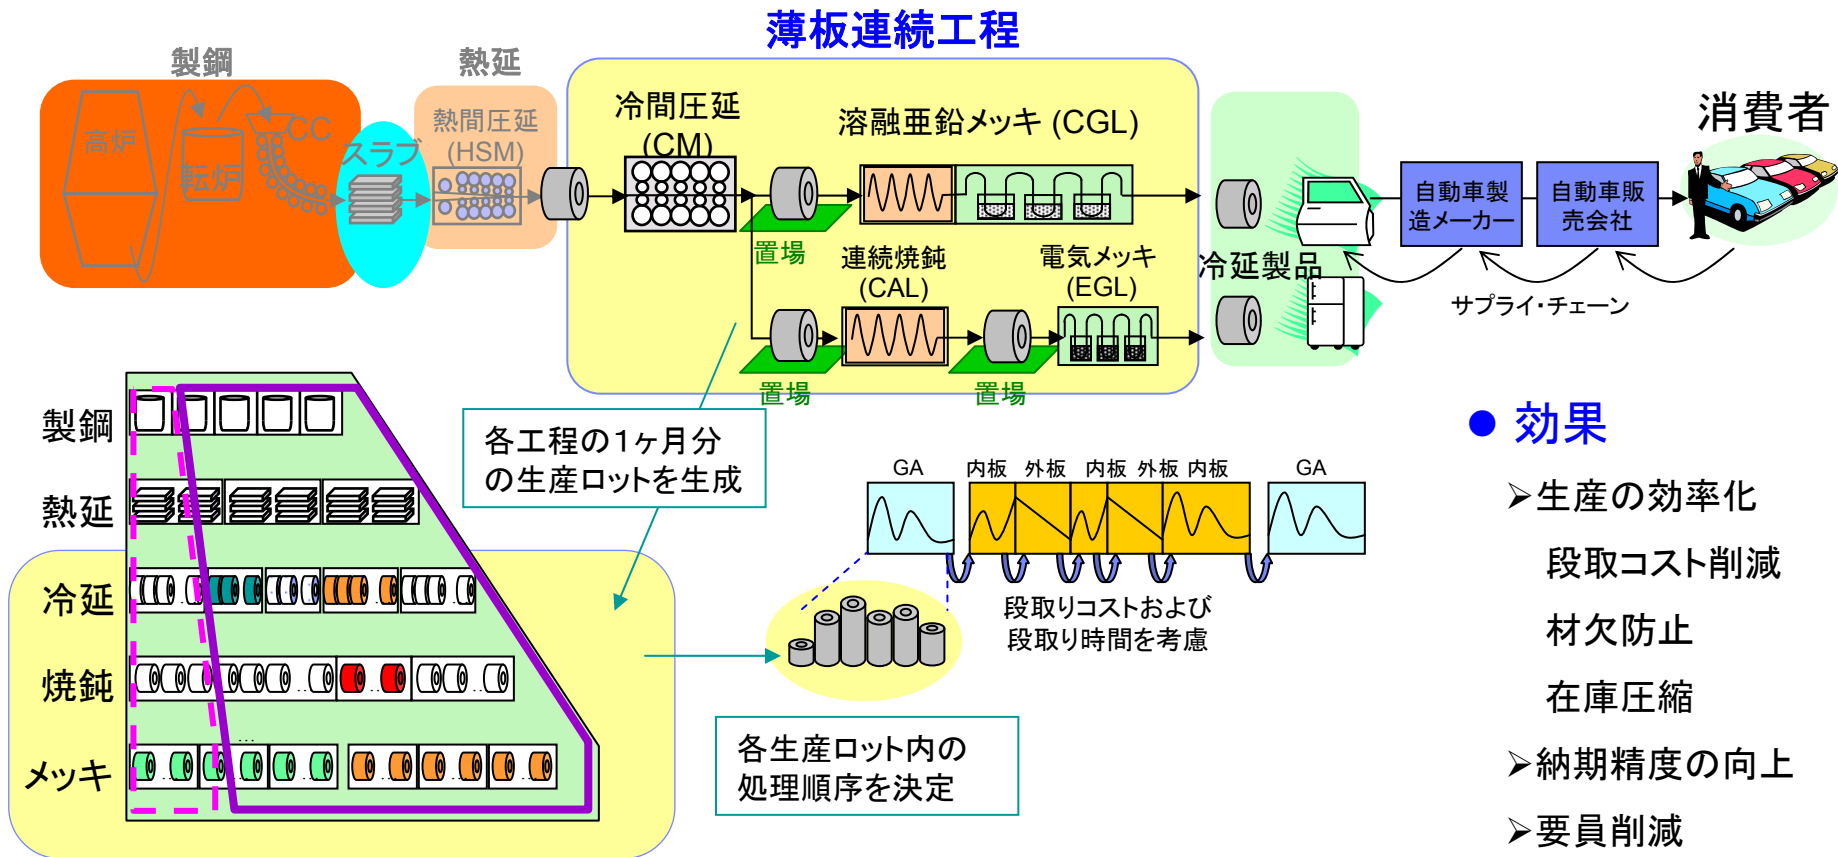 薄板連続工程
製鋼
熱延
高炉
転炉
CC
スラブ
熱間圧延
(HSM)
冷間圧延
(CM)
溶融亜鉛メッキ (CGL)
置場
連続焼鈍
(CAL)
電気メッキ
(EGL)
置場
置場
冷延製品
自動車製
造メーカー
自動車販
売会社
消費者
サプライ・チェーン
製鋼
熱延
冷延
焼鈍
メッキ
各工程の1ヶ月分
の生産ロットを生成
GA
内板
外板
内板
外板
内板
GA
段取りコストおよび
段取り時間を考慮
各生産ロット内の
処理順序を決定
● 効果
➢生産の効率化
段取コスト削減
材欠防止
在庫圧縮
➢納期精度の向上
➢要員削減